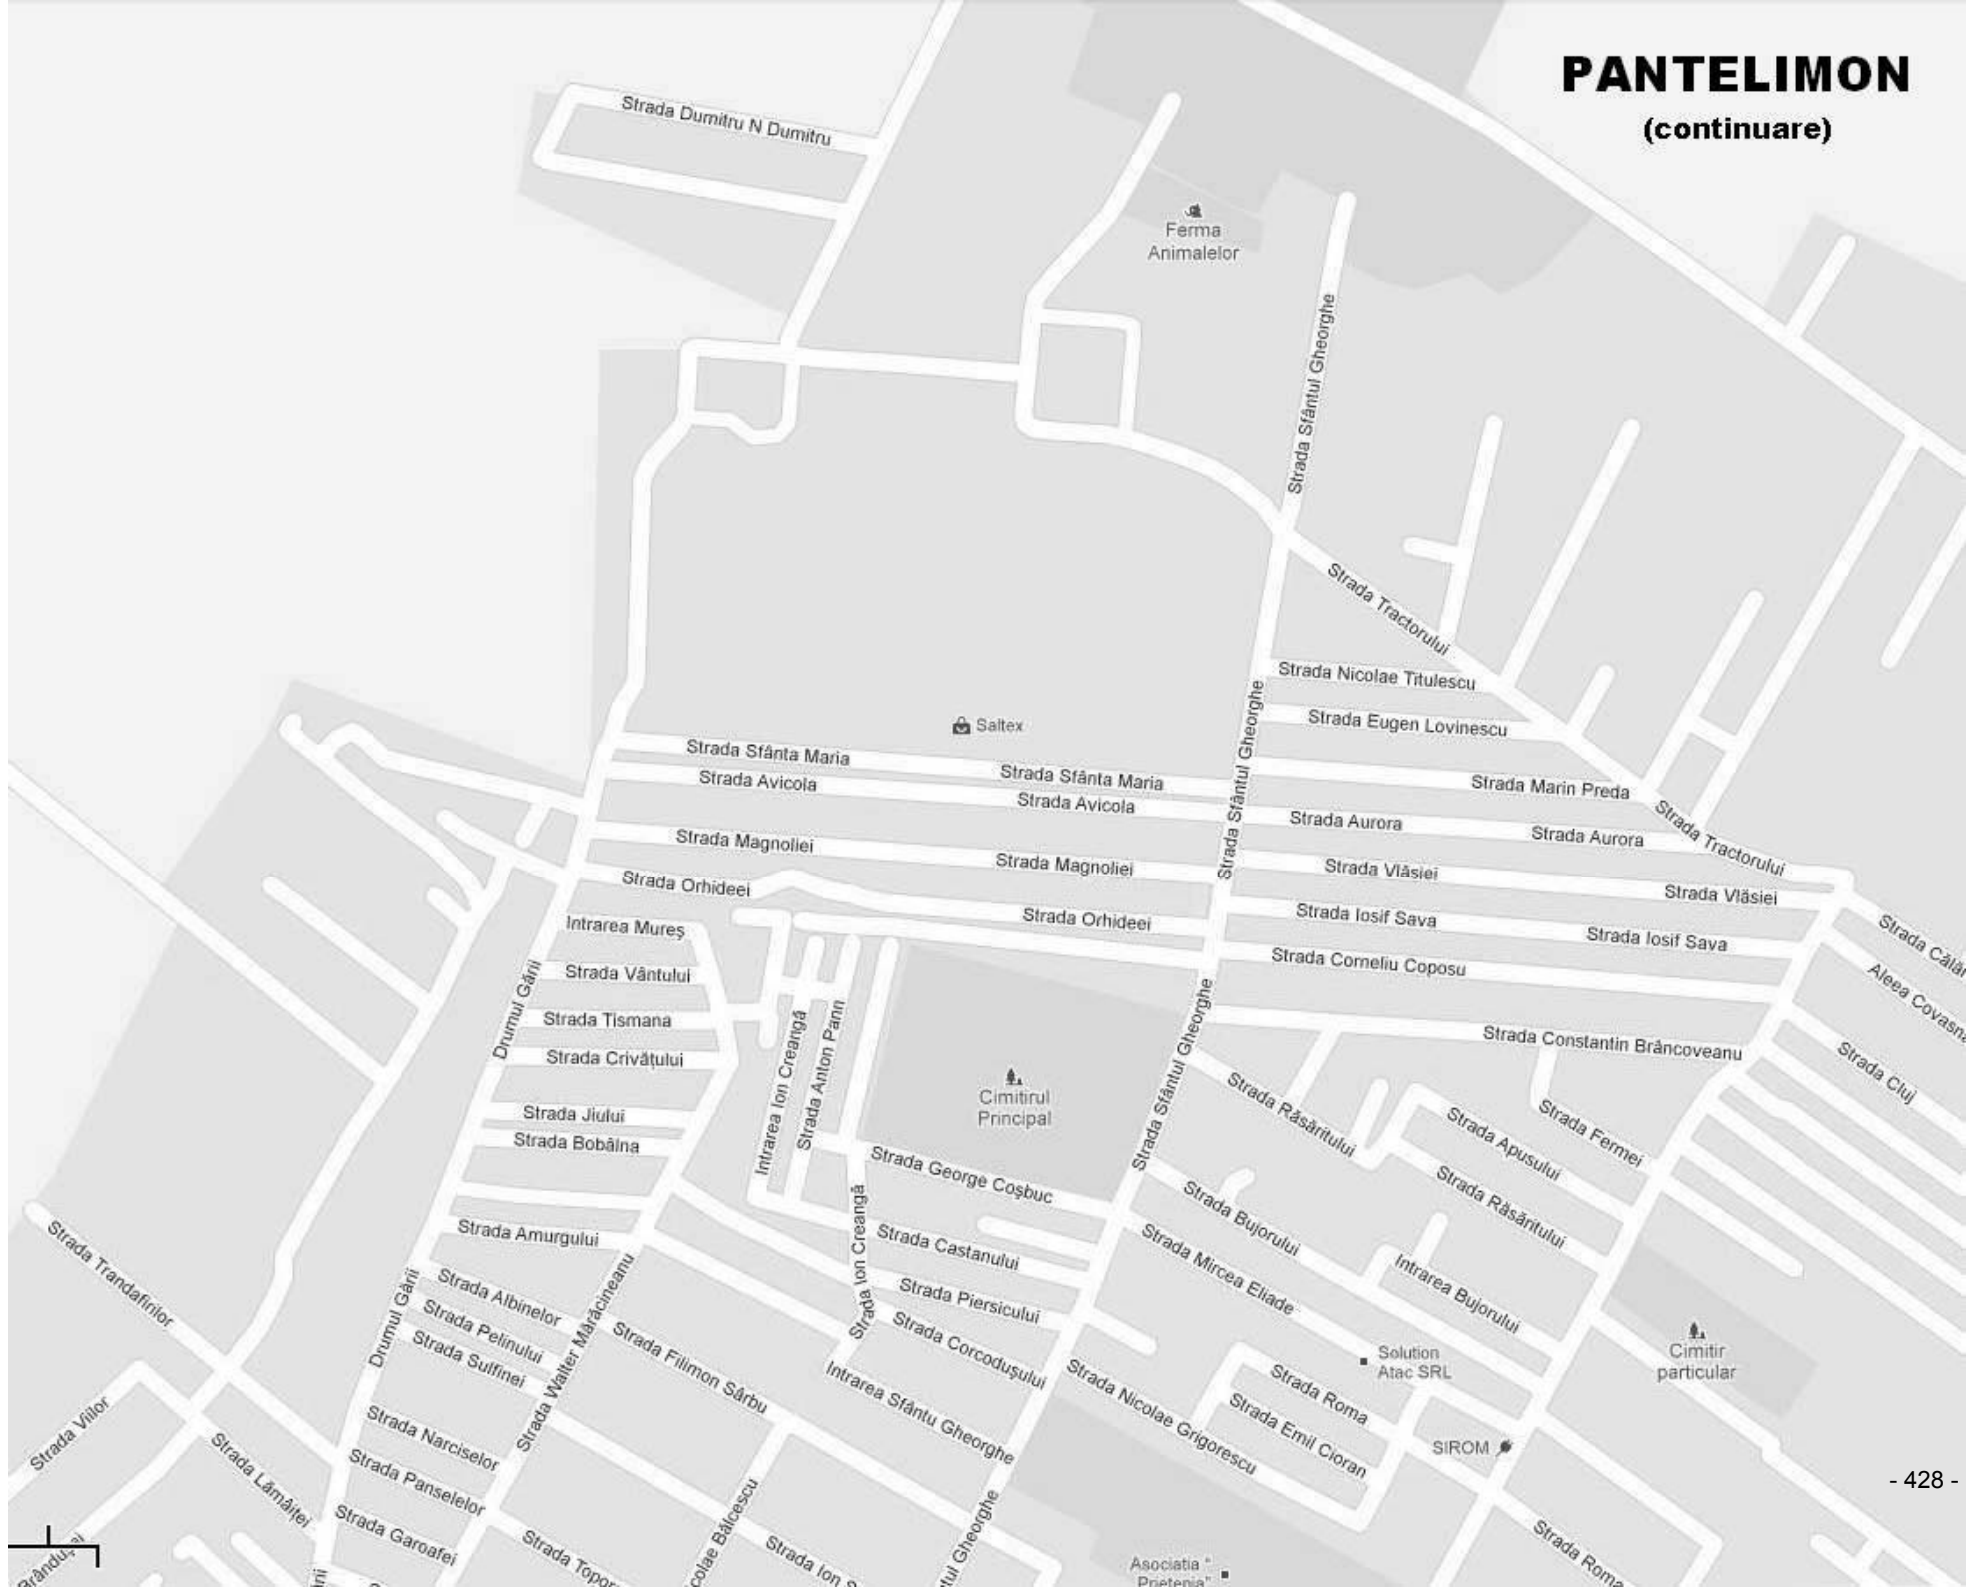 PANTELIMON
(continuare)
Strada Dumitru N Dumitru
Ferma
Animalelor
Strada Sfântul Gheorghe
Strada Tractorului
Strada Nicolae Titulescu
Strada Eugen Lovinescu
Strada Sfântul Gheorghe
Saltex
Strada Sfânta Maria
Strada Sfânta Maria
Strada Marin Preda
Strada Avicola
Strada Avicola
Strada Aurora
Strada Aurora
Strada Tractorului
Strada Magnoliei
Strada Magnoliei
Strada Vlăsiei
Strada Vlăsiei
Strada Orhideei
Strada Orhideei
Strada Iosif Sava
Strada Iosif Sava
Intrarea Mureș
Strada Corneliu Coposu
Aleea Covasna
Strada Vântului
Drumul Gării
Strada Tismana
Strada Crivățului
Strada Constantin Brâncoveanu
Strada Cluj
Intrarea Ion Creangă
Strada Anton Pann
Strada Sfântul Gheorghe
Cimitirul
Principal
Strada Jiului
Strada Bobâlna
Strada Răsăritului
Strada Apusului
Strada Fermei
Strada George Coșbuc
Strada Răsăritului
Strada Ion Creangă
Strada Bujorului
Strada Amurgului
Strada Castanului
Strada Mircea Eliade
Intrarea Bujorului
Strada Trandafirilor
Strada Albinelor
Strada Pelinului
Strada Sulfinei
Drumul Gării
Strada Walter Mărăcineanu
Strada Piersicului
Strada Corcodușului
Strada Filimon Sârbu
Intrarea Sfântu Gheorghe
Solution
Atac SRL
Cimitir
particular
Strada Nicolae Grigorescu
Strada Roma
Strada Emil Cioran
SIROM
Strada Viilor
Strada Lămâiței
Strada Narciselor
Strada Panselelor
Strada Garoafei
- 428 -
Strada Roma
Asociatia "
Prietenia"